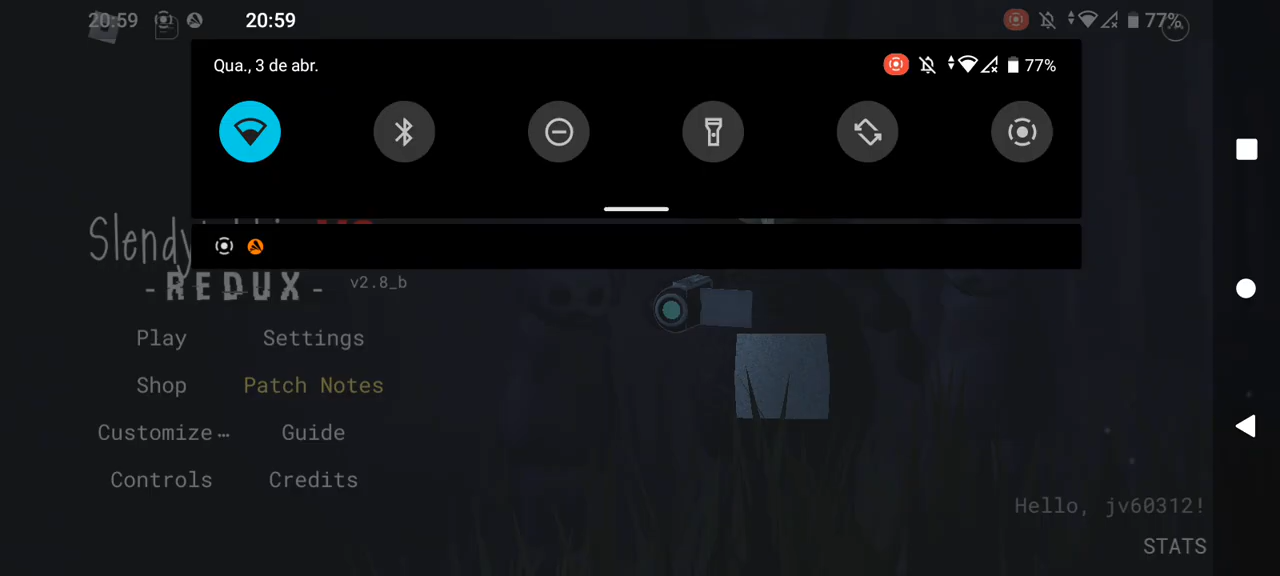 20:59 20:59 77%
Qua., 3 de abr. 77%
Slendy
-REDUX- v2.8_b
Play Settings
Shop Patch Notes
Customize… Guide
Controls Credits
Hello, jv60312!
STATS